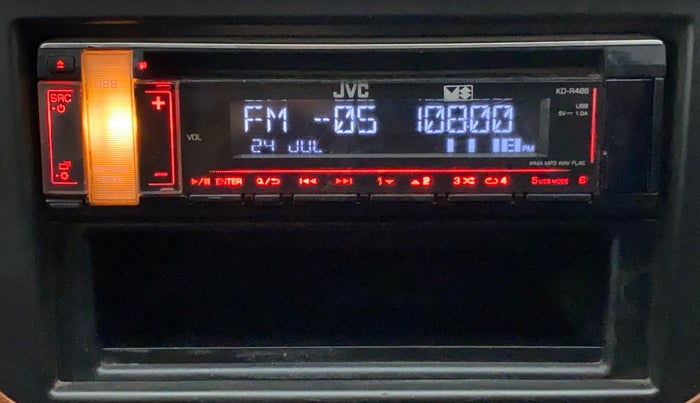 JVC
KD-R486
SRC
USB
VOL
FM -05 10800
24 JUL
PM
USB
5V⎓ 1.0A
WMA MP3 WAV FLAC
ENTER
1
2
3
4
5 USB MODE
6